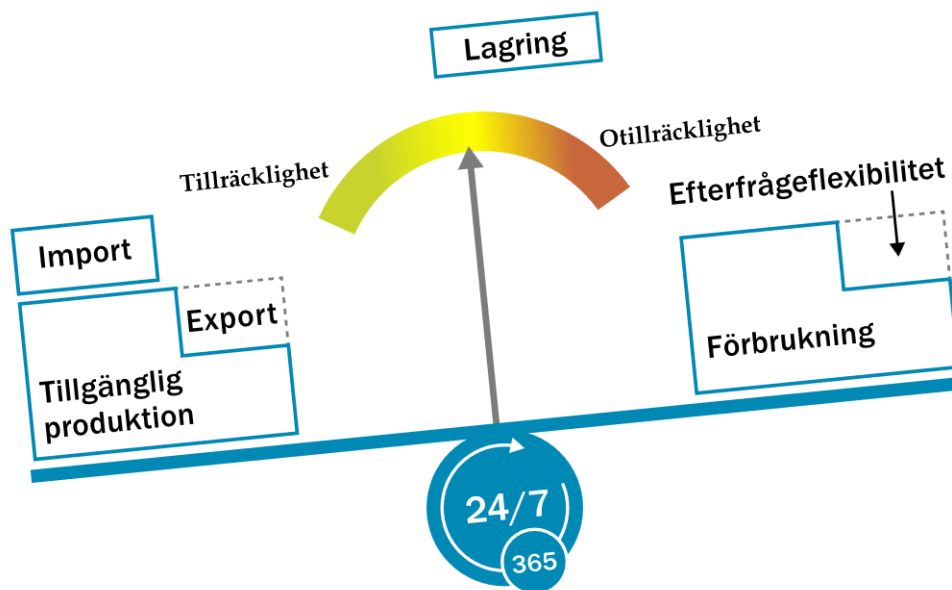 Lagring
Tillräcklighet
Otillräcklighet
Efterfrågeflexibilitet
Import
Export
Tillgänglig
produktion
Förbrukning
24/7
365